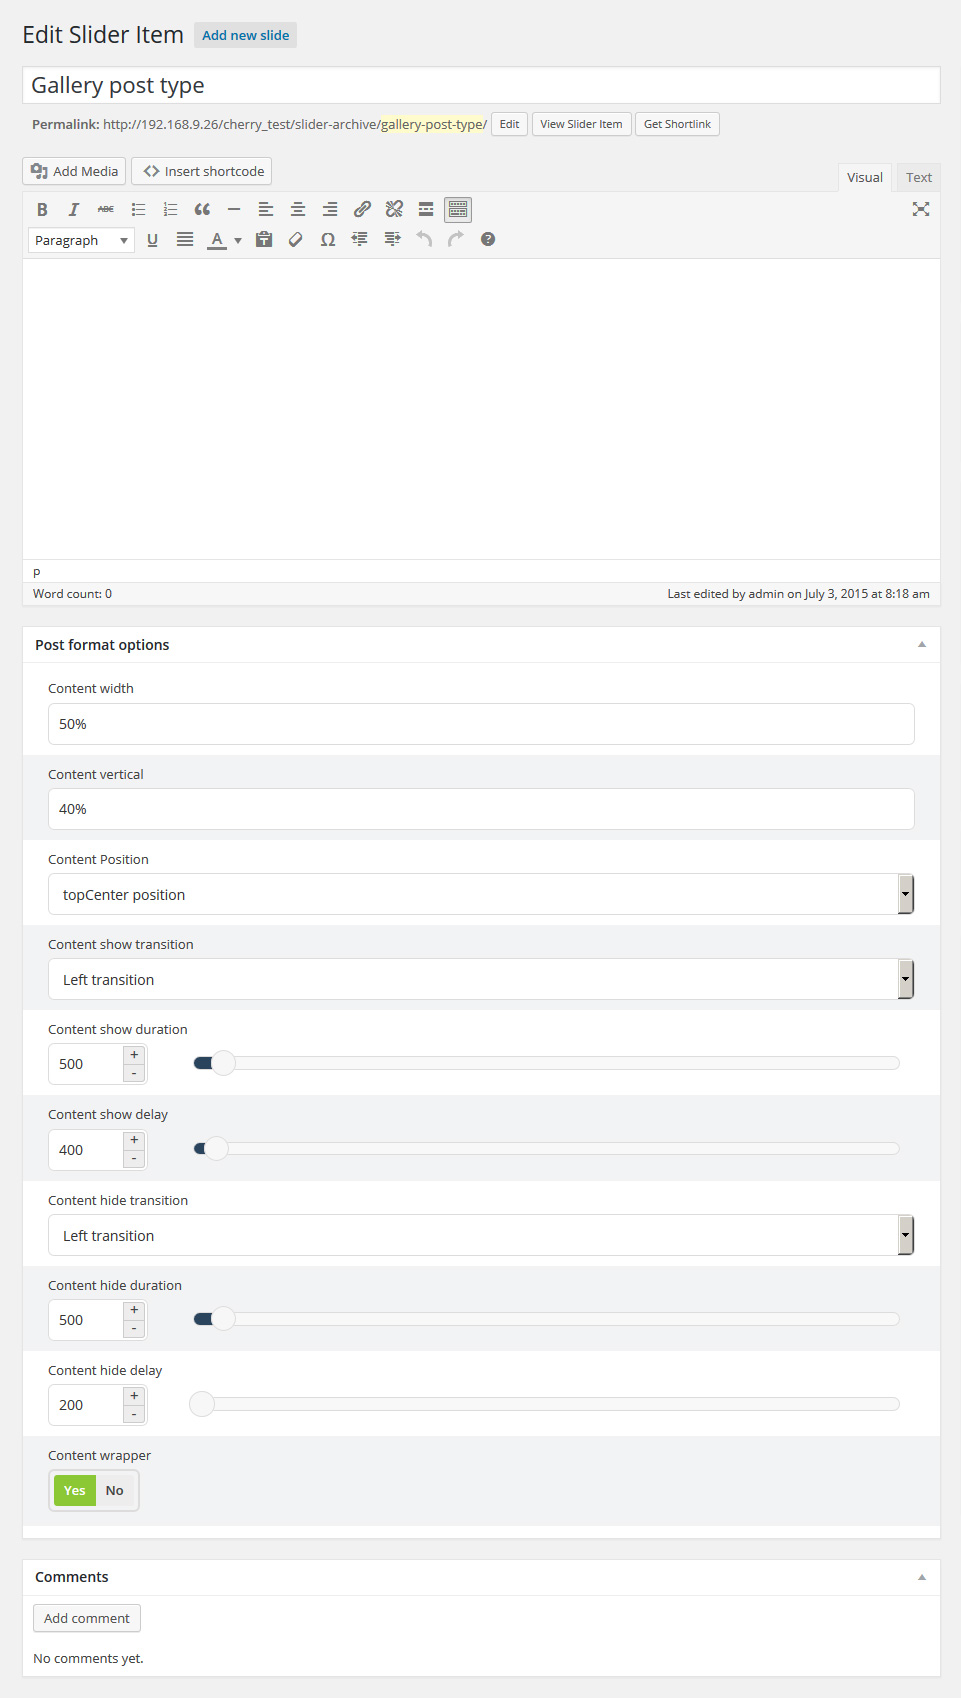 Edit Slider Item Add new slide
Gallery post type
Permalink: http://192.168.9.26/cherry_test/slider-archive/gallery-post-type/ Edit View Slider Item Get Shortlink
Add Media Insert shortcode Visual Text
B I ABC
Paragraph U A T Ω ?
p
Word count: 0 Last edited by admin on July 3, 2015 at 8:18 am
Post format options
Content width
50%
Content vertical
40%
Content Position
topCenter position
Content show transition
Left transition
Content show duration
500 + -
Content show delay
400 + -
Content hide transition
Left transition
Content hide duration
500 + -
Content hide delay
200 + -
Content wrapper
Yes No
Comments
Add comment
No comments yet.